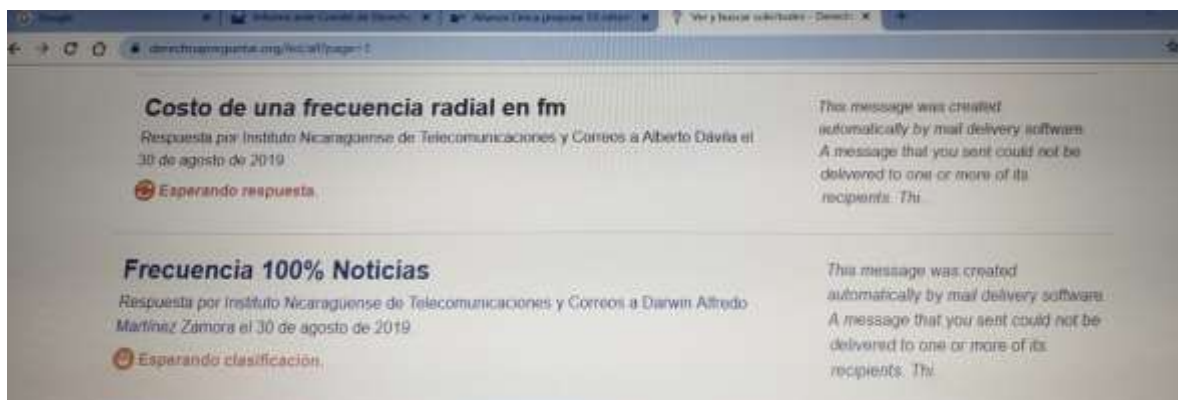 Google
Ver y buscar solicitudes - Derech
Costo de una frecuencia radial en fm
Respuesta por Instituto Nicaragüense de Telecomunicaciones y Correos a Alberto Dávila el
30 de agosto de 2019
Esperando respuesta.
This message was created
automatically by mail delivery software.
A message that you sent could not be
delivered to one or more of its
recipients. Thi...
Frecuencia 100% Noticias
Respuesta por Instituto Nicaragüense de Telecomunicaciones y Correos a Darwin Alfredo
Martínez Zamora el 30 de agosto de 2019
Esperando clasificación.
This message was created
automatically by mail delivery software.
A message that you sent could not be
delivered to one or more of its
recipients. Thi...